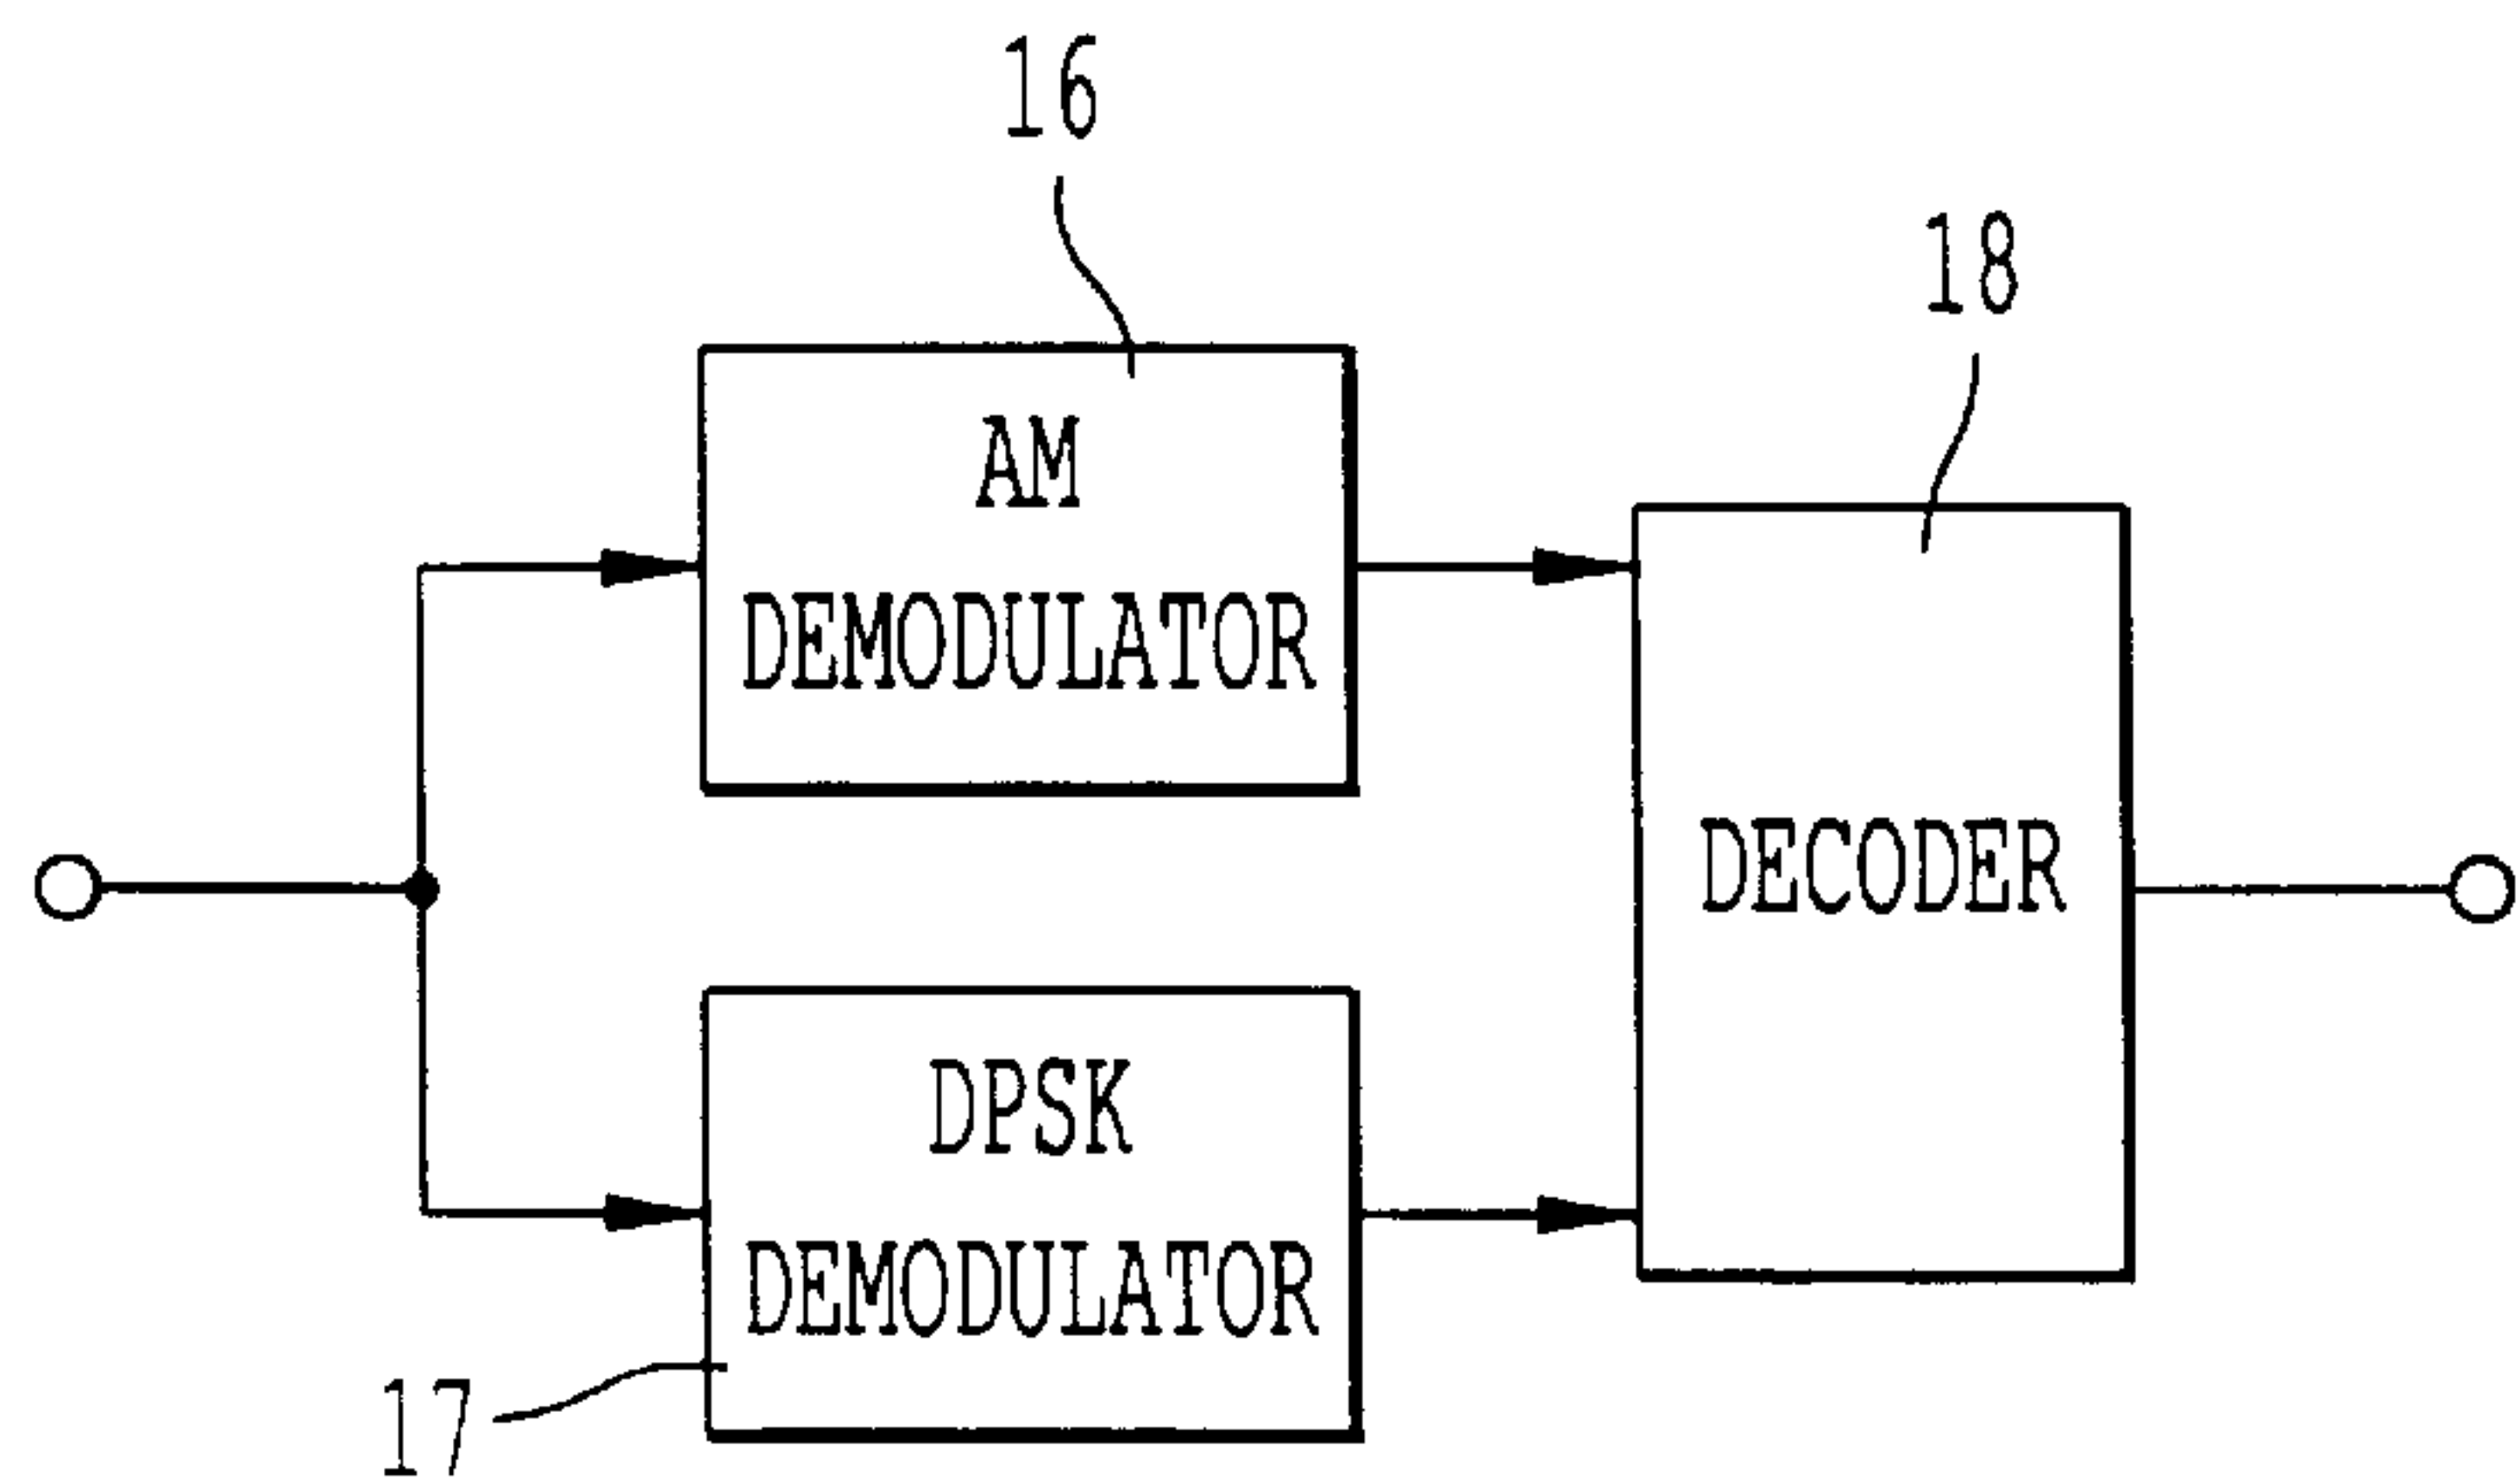 16
18
AM
DEMODULATOR
DECODER
DPSK
DEMODULATOR
17